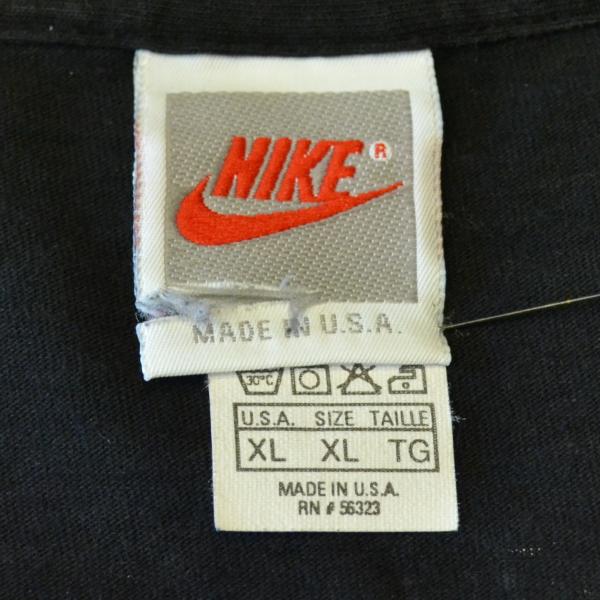 NIKE ®
MADE IN U.S.A.
30°C
U.S.A. SIZE TAILLE
XL XL TG
MADE IN U.S.A.
RN # 56323